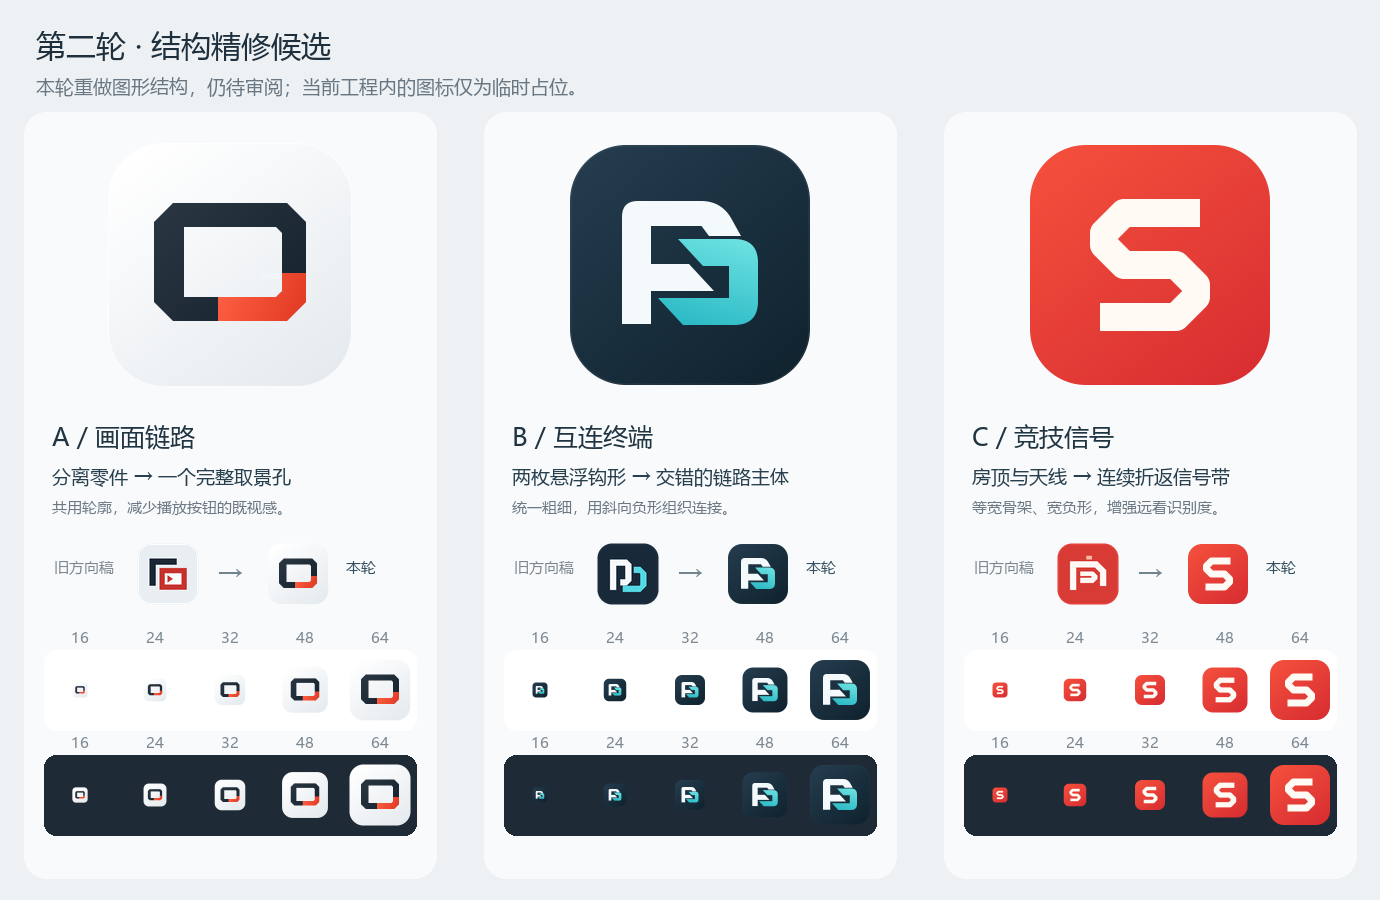 第二轮 · 结构精修候选
本轮重做图形结构，仍待审阅；当前工程内的图标仅为临时占位。
A / 画面链路
分离零件 → 一个完整取景孔
共用轮廓，减少播放按钮的既视感。
旧方向稿 → 本轮
16 24 32 48 64
16 24 32 48 64
B / 互连终端
两枚悬浮钩形 → 交错的链路主体
统一粗细，用斜向负形组织连接。
旧方向稿 → 本轮
16 24 32 48 64
16 24 32 48 64
C / 竞技信号
房顶与天线 → 连续折返信号带
等宽骨架、宽负形，增强远看识别度。
旧方向稿 → 本轮
16 24 32 48 64
16 24 32 48 64